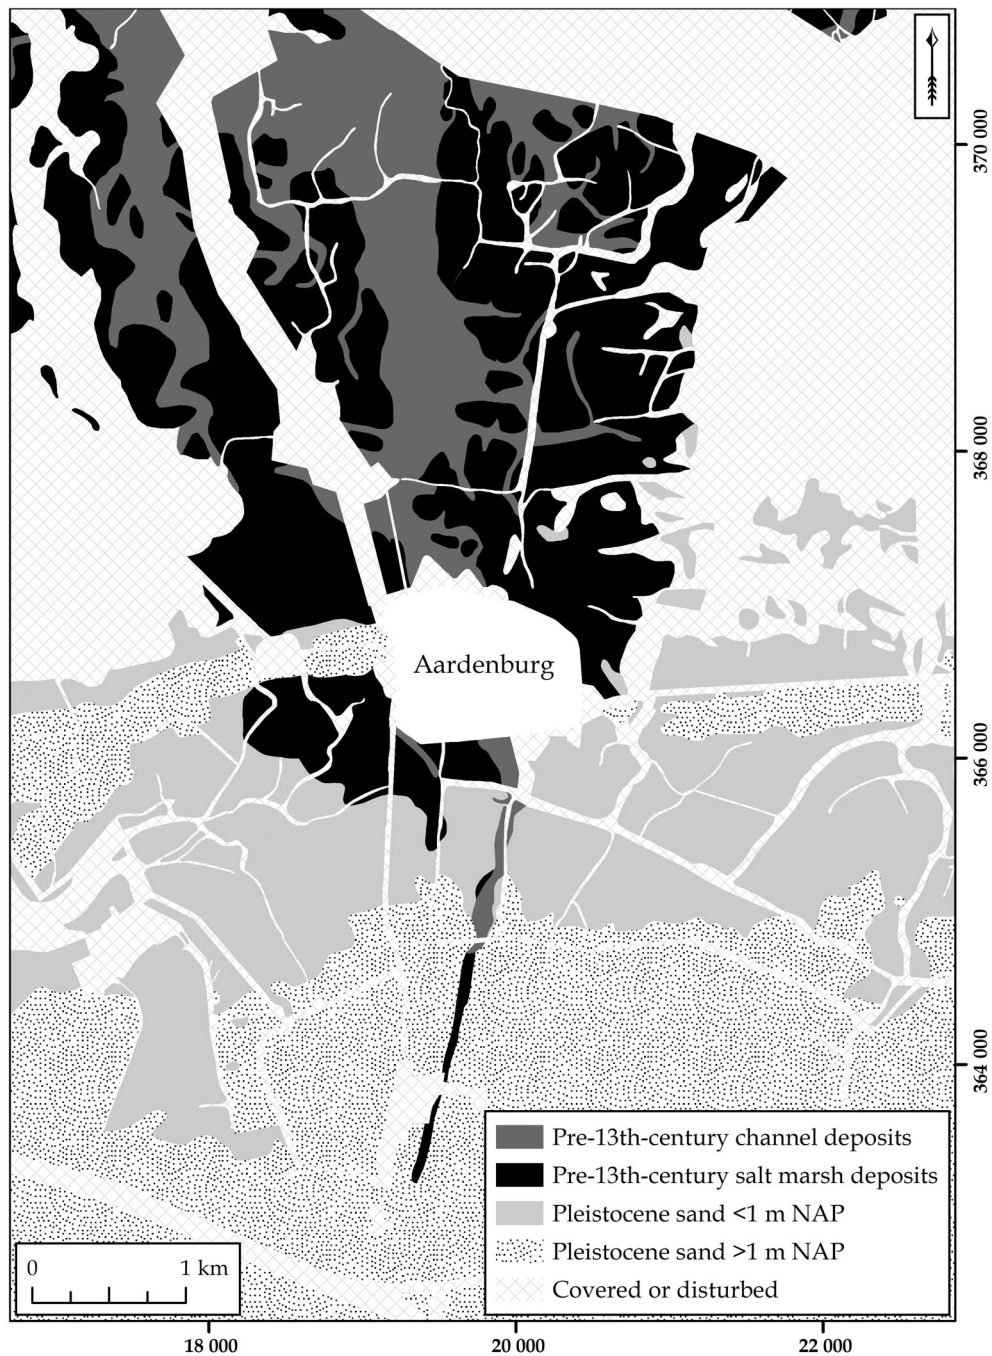 370 000
368 000
Aardenburg
366 000
364 000
Pre-13th-century channel deposits
Pre-13th-century salt marsh deposits
Pleistocene sand <1 m NAP
Pleistocene sand >1 m NAP
Covered or disturbed
0 1 km
18 000 20 000 22 000